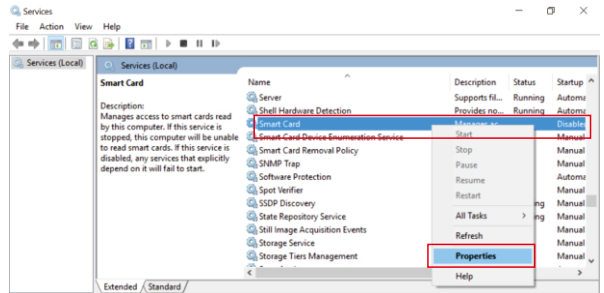 Services
File Action View Help
Services (Local)
Services (Local)
Smart Card
Description:
Manages access to smart cards read
by this computer. If this service is
stopped, this computer will be unable
to read smart cards. If this service is
disabled, any services that explicitly
depend on it will fail to start.
Name Description Status Startup
Server Supports fil... Running Automa
Shell Hardware Detection Provides no... Running Automa
Smart Card Manages ac... Disabled
Smart Card Device Enumeration Service Manual
Smart Card Removal Policy Manual
SNMP Trap Manual
Software Protection Automa
Spot Verifier Manual
SSDP Discovery ng Manual
State Repository Service ng Manual
Still Image Acquisition Events Manual
Storage Service Manual
Storage Tiers Management Manual
Start
Stop
Pause
Resume
Restart
All Tasks
Refresh
Properties
Help
Extended Standard